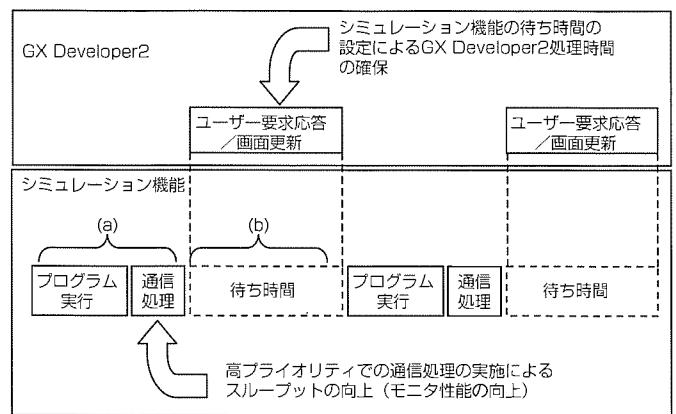 GX Developer2
シミュレーション機能の待ち時間の
設定によるGX Developer2処理時間
の確保
ユーザー要求応答
／画面更新
ユーザー要求応答
／画面更新
シミュレーション機能
(a)
(b)
プログラム
実行
通信
処理
待ち時間
プログラム
実行
通信
処理
待ち時間
高プライオリティでの通信処理の実施による
スループットの向上（モニタ性能の向上）